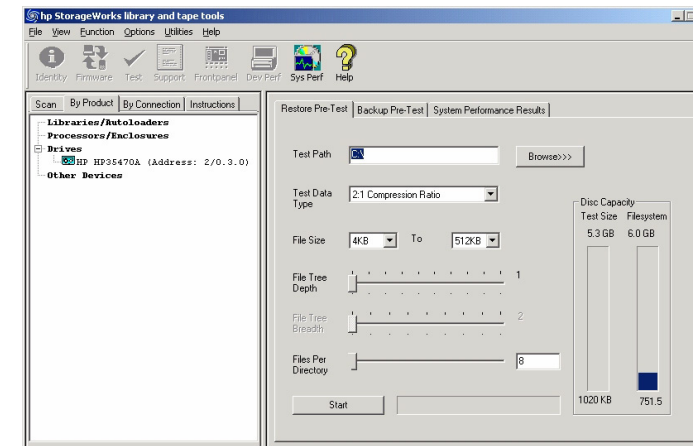 hp StorageWorks library and tape tools
File View Function Options Utilities Help
Identity Firmware Test Support Frontpanel Dev Perf Sys Perf Help
Scan By Product By Connection Instructions
Libraries/Autoloaders
Processors/Enclosures
Drives
HP HP35470A (Address: 2/0.3.0)
Other Devices
Restore Pre-Test Backup Pre-Test System Performance Results
Test Path C:\ Browse>>>
Test Data
Type
2:1 Compression Ratio
File Size 4KB To 512KB
File Tree
Depth
1
File Tree
Breadth
2
Files Per
Directory
8
Start
Disc Capacity
Test Size Filesystem
5.3 GB 6.0 GB
1020 KB 751.5